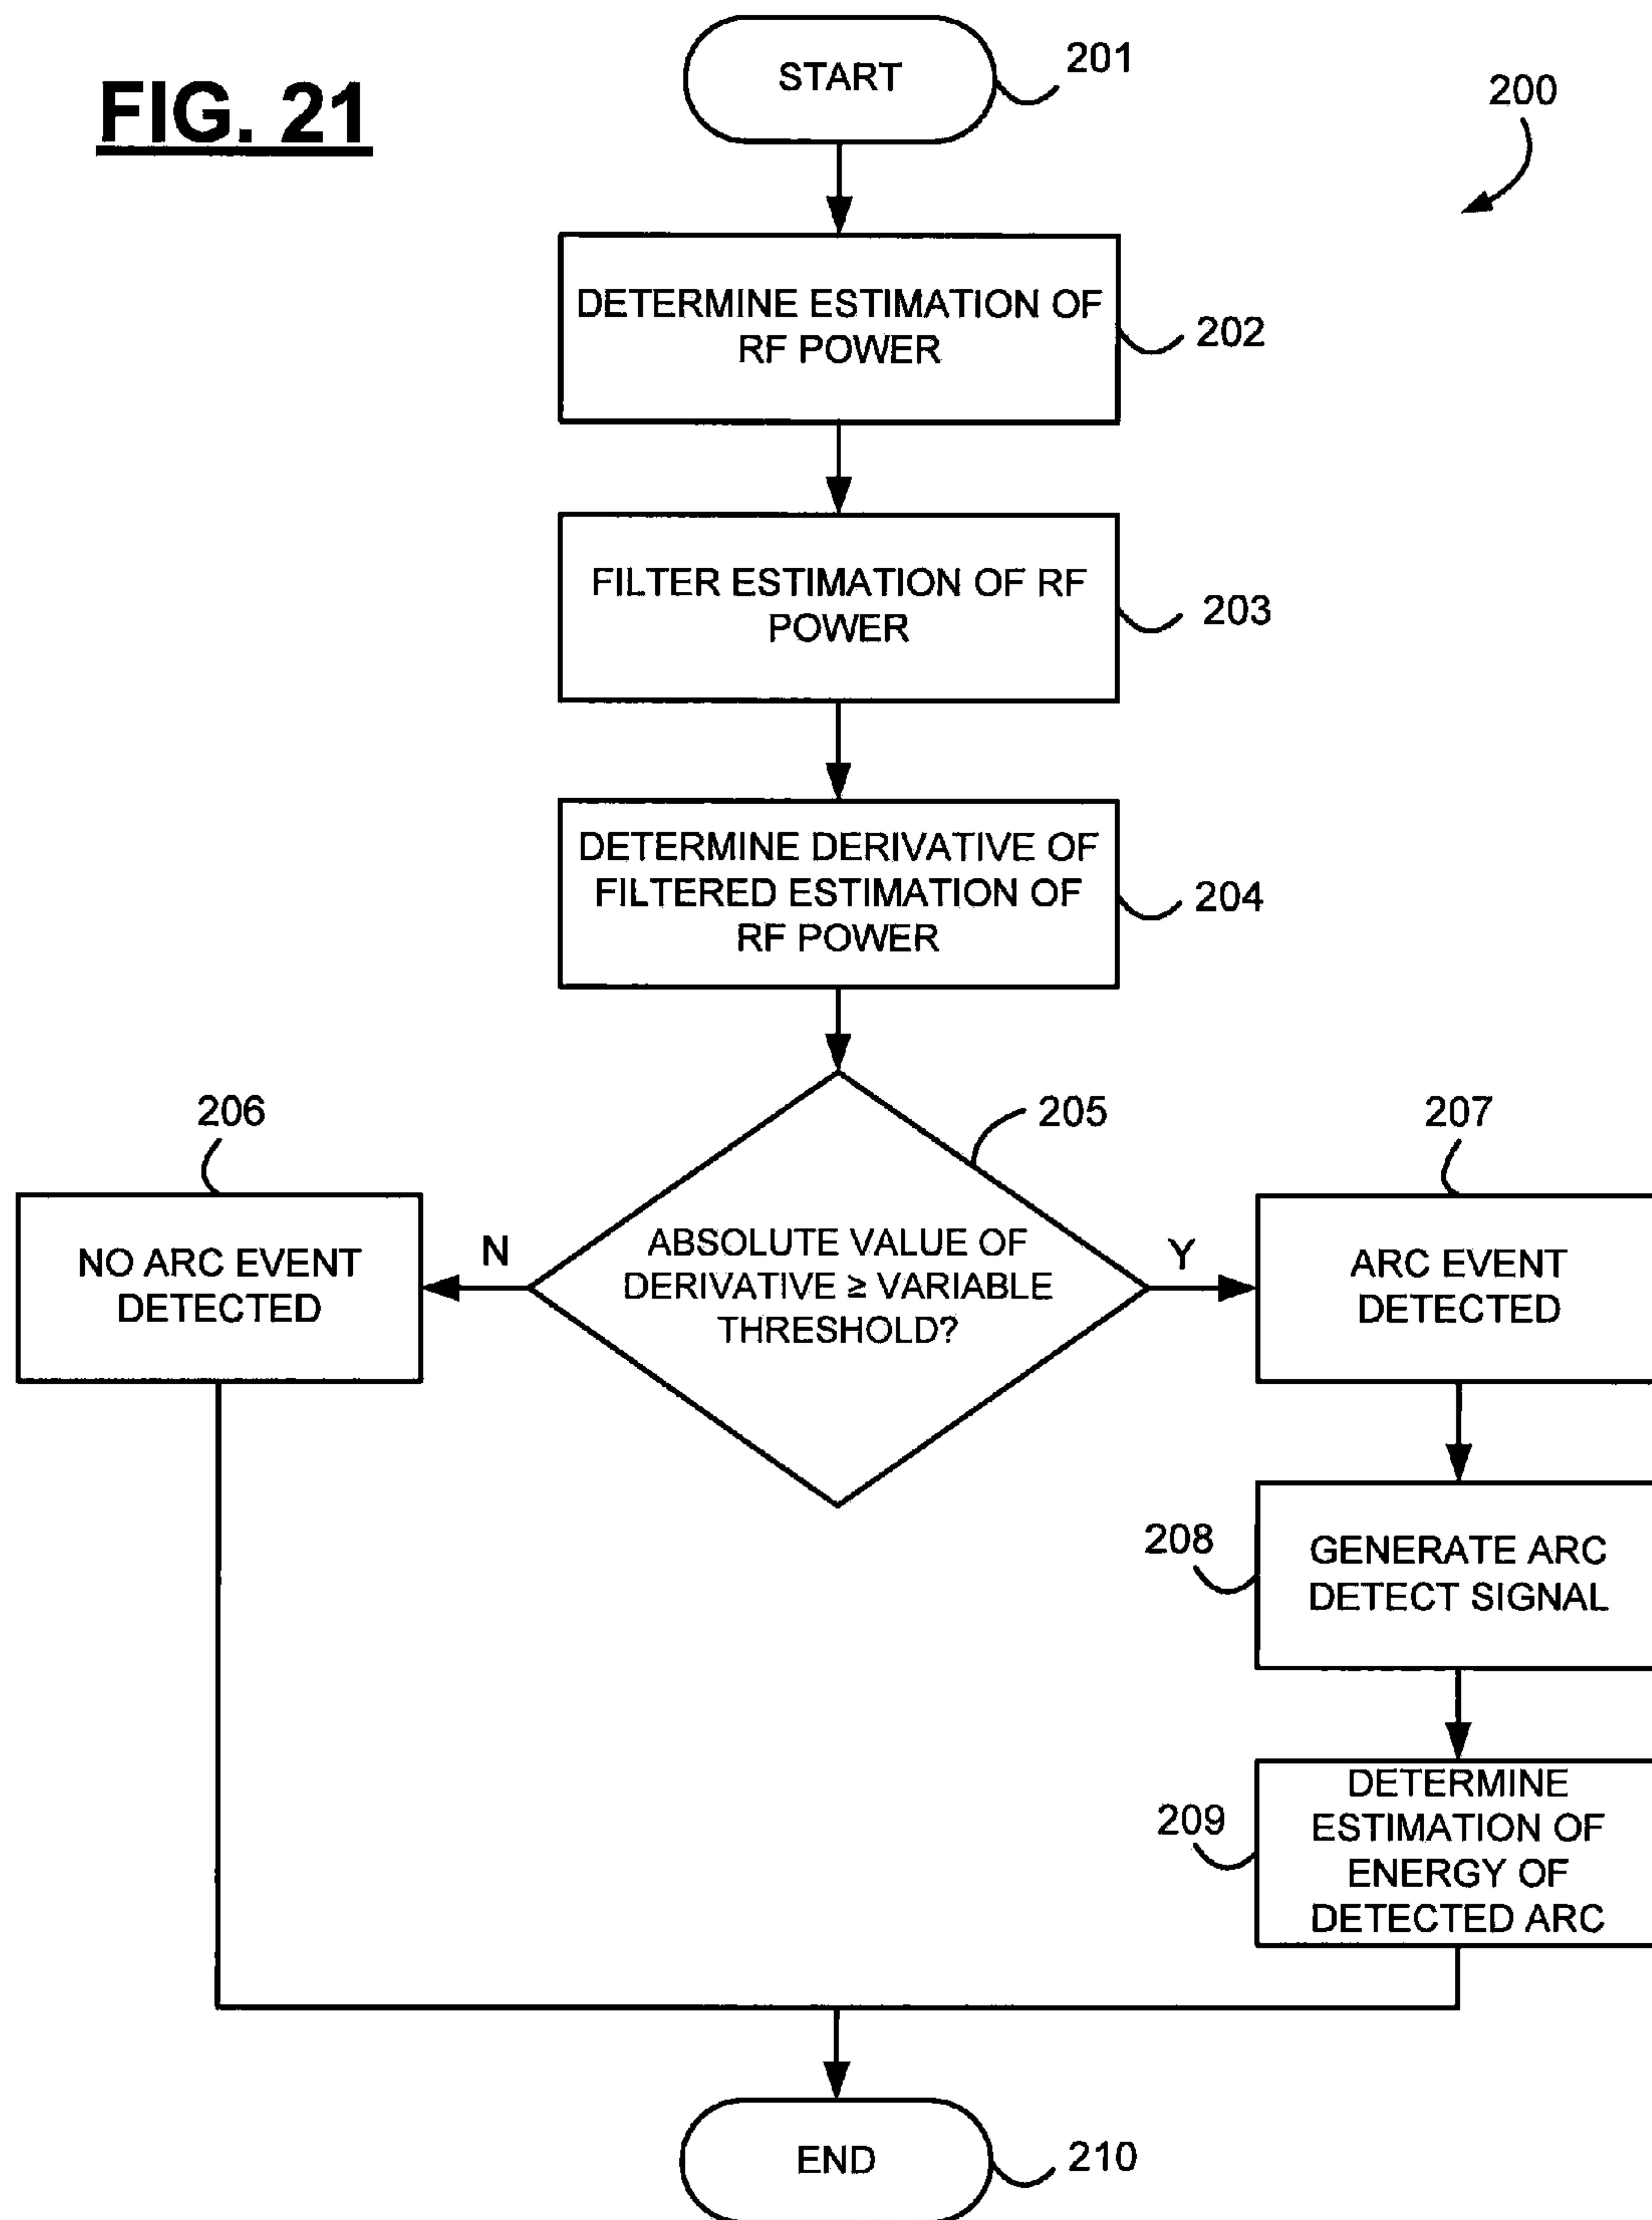 FIG. 21
START
201
200
DETERMINE ESTIMATION OF
RF POWER
202
FILTER ESTIMATION OF RF
POWER
203
DETERMINE DERIVATIVE OF
FILTERED ESTIMATION OF
RF POWER
204
205
ABSOLUTE VALUE OF
DERIVATIVE ≥ VARIABLE
THRESHOLD?
N
206
NO ARC EVENT
DETECTED
Y
207
ARC EVENT
DETECTED
208
GENERATE ARC
DETECT SIGNAL
209
DETERMINE
ESTIMATION OF
ENERGY OF
DETECTED ARC
END
210